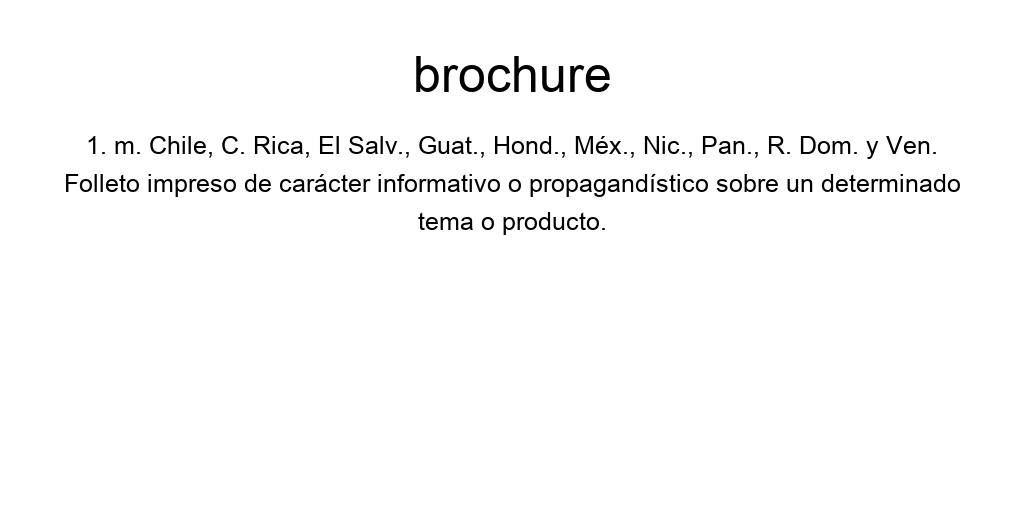 brochure
1. m. Chile, C. Rica, El Salv., Guat., Hond., Méx., Nic., Pan., R. Dom. y Ven.
Folleto impreso de carácter informativo o propagandístico sobre un determinado
tema o producto.